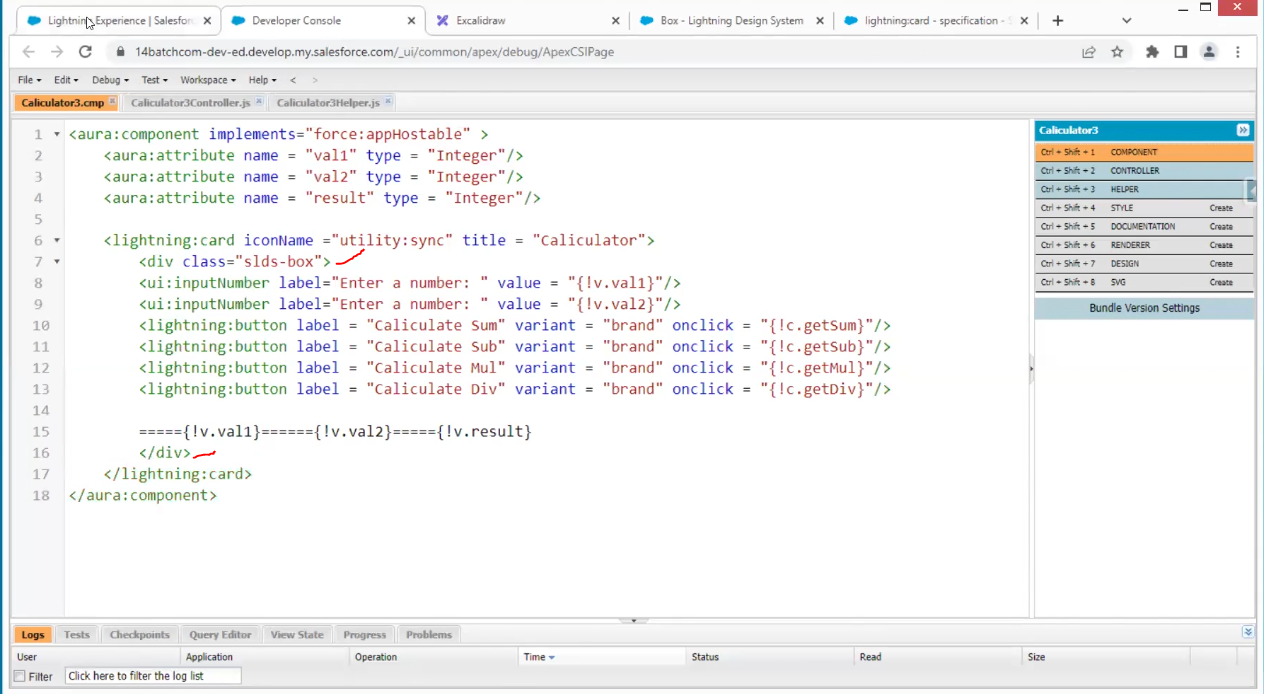 Lightning Experience | Salesfor
Developer Console
Excalidraw
Box - Lightning Design System
lightning:card - specification - S
14batchcom-dev-ed.develop.my.salesforce.com/_ui/common/apex/debug/ApexCSIPage
File Edit Debug Test Workspace Help < >
Caliculator3.cmp Caliculator3Controller.js Caliculator3Helper.js
1 <aura:component implements="force:appHostable" >
2 <aura:attribute name = "val1" type = "Integer"/>
3 <aura:attribute name = "val2" type = "Integer"/>
4 <aura:attribute name = "result" type = "Integer"/>
5
6 <lightning:card iconName ="utility:sync" title = "Caliculator">
7 <div class="slds-box">
8 <ui:inputNumber label="Enter a number: " value = "{!v.val1}"/>
9 <ui:inputNumber label="Enter a number: " value = "{!v.val2}"/>
10 <lightning:button label = "Caliculate Sum" variant = "brand" onclick = "{!c.getSum}"/>
11 <lightning:button label = "Caliculate Sub" variant = "brand" onclick = "{!c.getSub}"/>
12 <lightning:button label = "Caliculate Mul" variant = "brand" onclick = "{!c.getMul}"/>
13 <lightning:button label = "Caliculate Div" variant = "brand" onclick = "{!c.getDiv}"/>
14
15 ====={!v.val1}======{!v.val2}====={!v.result}
16 </div>
17 </lightning:card>
18 </aura:component>
Caliculator3
Ctrl + Shift + 1 COMPONENT
Ctrl + Shift + 2 CONTROLLER
Ctrl + Shift + 3 HELPER
Ctrl + Shift + 4 STYLE Create
Ctrl + Shift + 5 DOCUMENTATION Create
Ctrl + Shift + 6 RENDERER Create
Ctrl + Shift + 7 DESIGN Create
Ctrl + Shift + 8 SVG Create
Bundle Version Settings
Logs Tests Checkpoints Query Editor View State Progress Problems
User Application Operation Time Status Read Size
Filter Click here to filter the log list